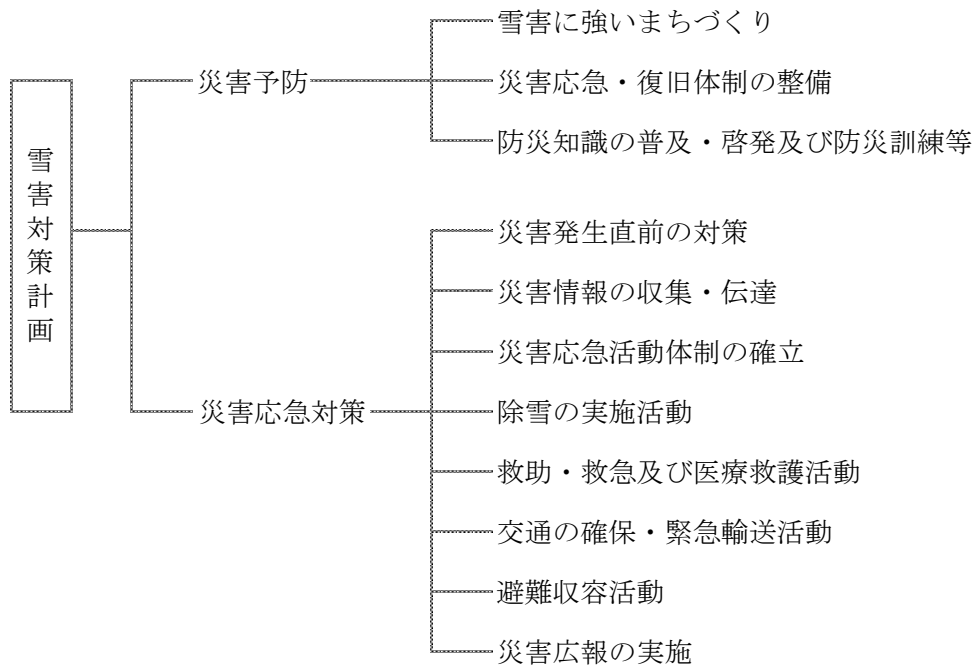 雪害対策計画
災害予防
雪害に強いまちづくり
災害応急・復旧体制の整備
防災知識の普及・啓発及び防災訓練等
災害応急対策
災害発生直前の対策
災害情報の収集・伝達
災害応急活動体制の確立
除雪の実施活動
救助・救急及び医療救護活動
交通の確保・緊急輸送活動
避難収容活動
災害広報の実施